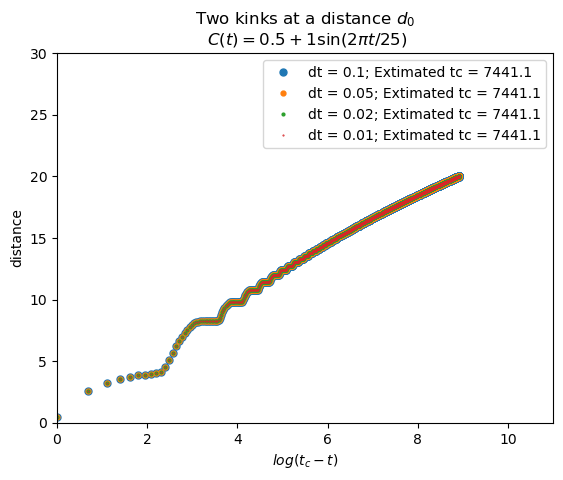 Two kinks at a distance $d_0$
$C(t) = 0.5 + 1\sin(2\pi t/25)$
30
25
20
15
10
5
0
distance
dt = 0.1; Extimated tc = 7441.1
dt = 0.05; Extimated tc = 7441.1
dt = 0.02; Extimated tc = 7441.1
dt = 0.01; Extimated tc = 7441.1
0 2 4 6 8 10
$log(t_c - t)$